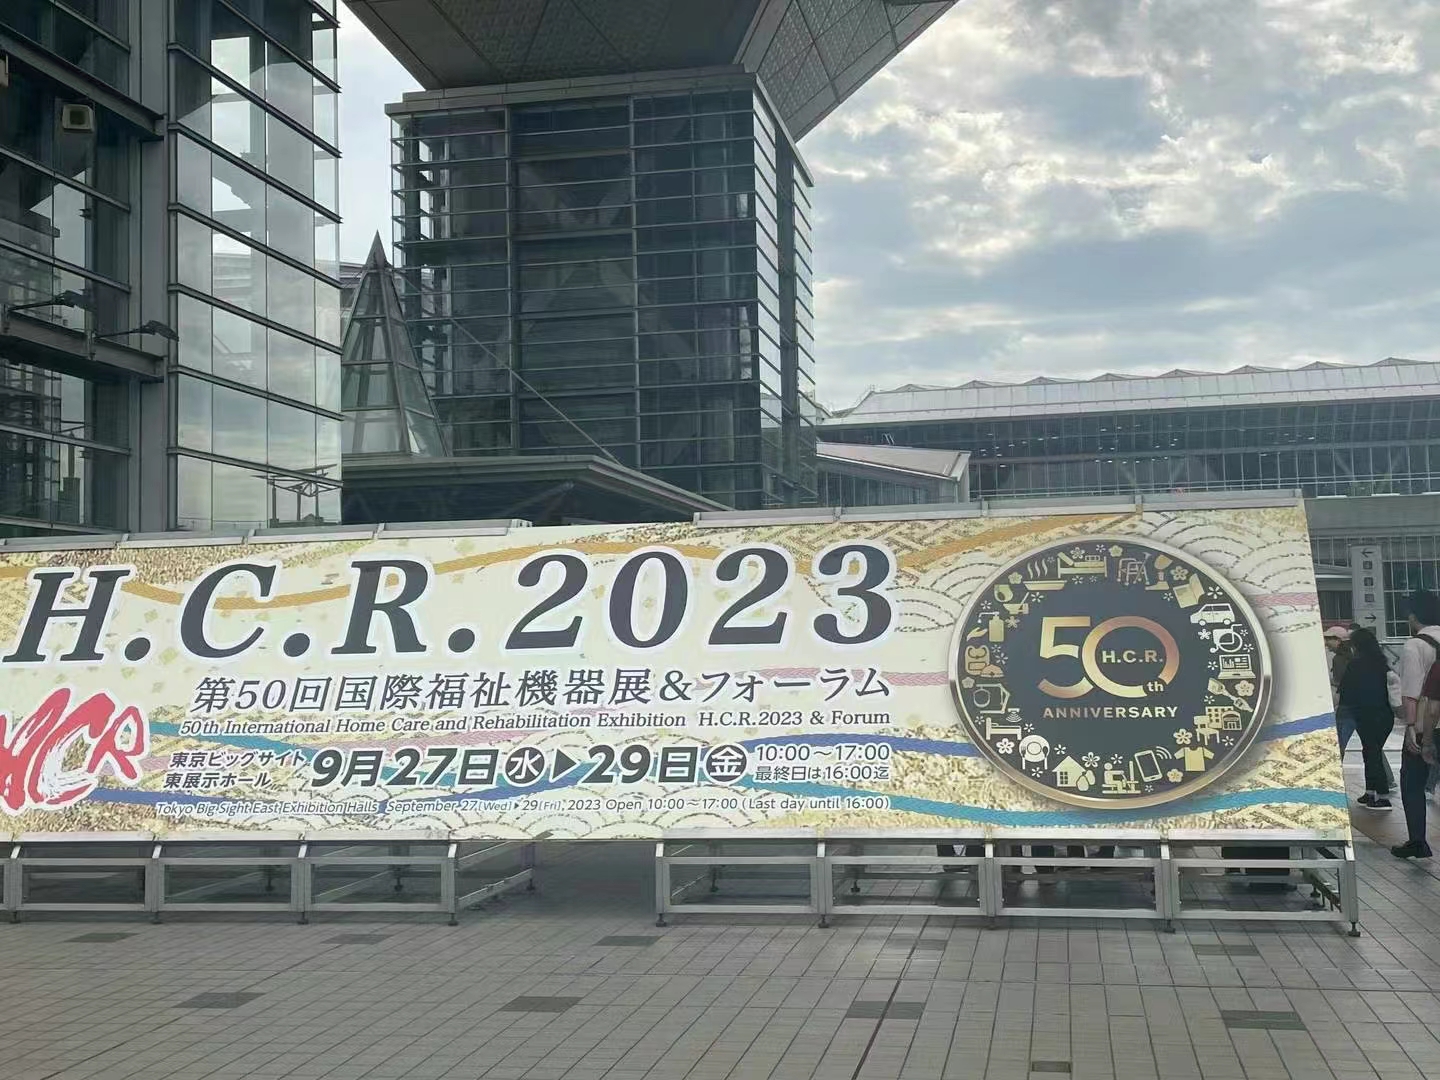 H.C.R.2023
第50回国際福祉機器展&フォーラム
50th International Home Care and Rehabilitation Exhibition H.C.R.2023 & Forum
HCR
東京ビッグサイト
東展示ホール
9月27日㊌▶29日㊎
10:00〜17:00
最終日は16:00迄
Tokyo Big Sight East Exhibition Halls September 27[Wed]▶29[Fri], 2023 Open 10:00〜17:00 (Last day until 16:00)
50th
H.C.R.
ANNIVERSARY